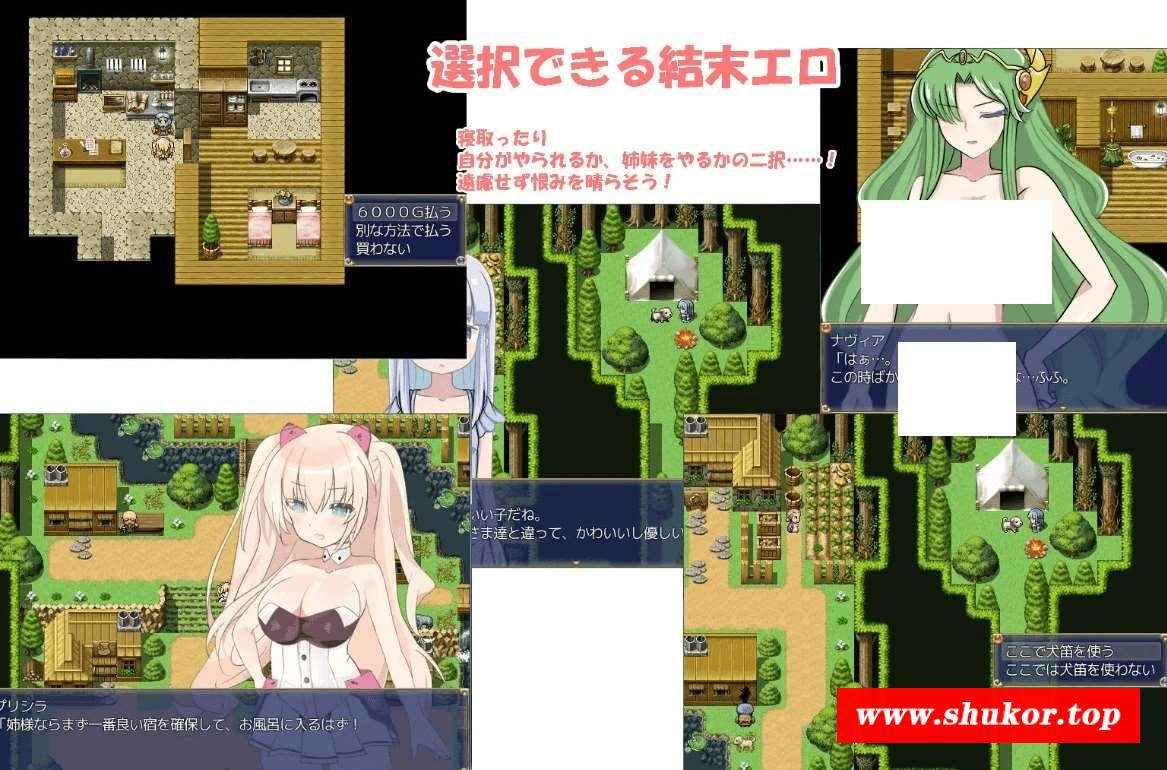 選択できる結末エロ
寝取ったり
自分がやられるか、姉妹をやるかの二択……！
遠慮せず恨みを晴らそう！
６０００Ｇ払う
別な方法で払う
買わない
ナヴィア
「はぁ…。
この時ばか
な…ふふ。
いい子だね。
さま達と違って、かわいいし優しい
プリシラ
「姉様ならまず一番良い宿を確保して、お風呂に入るはず！
ここで犬笛を使う
ここでは犬笛を使わない
www.shukor.top